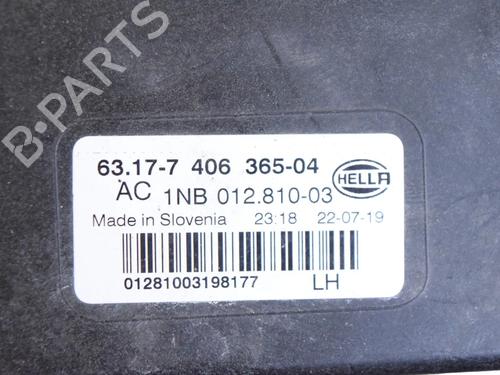 B-PARTS
63.17-7 406 365-04
AC 1NB 012.810-03 HELLA
Made in Slovenia 23:18 22-07-19
01281003198177 LH